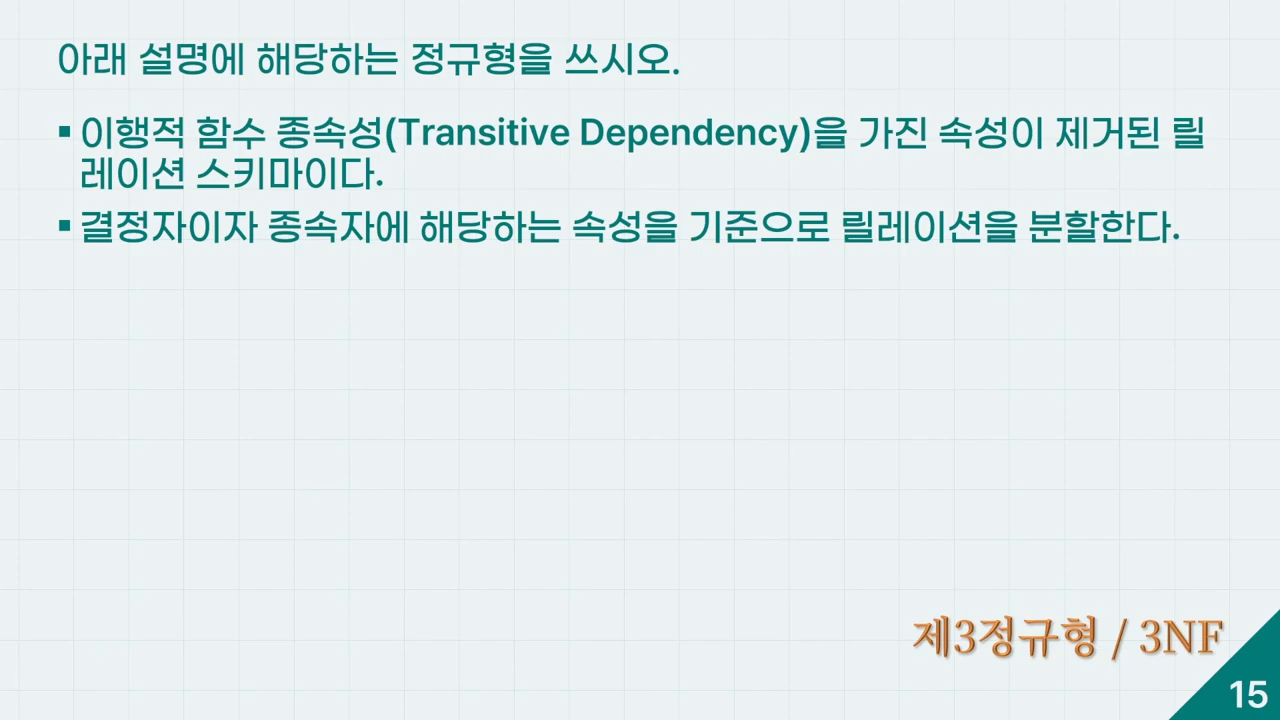 아래 설명에 해당하는 정규형을 쓰시오.
▪ 이행적 함수 종속성(Transitive Dependency)을 가진 속성이 제거된 릴
레이션 스키마이다.
▪ 결정자이자 종속자에 해당하는 속성을 기준으로 릴레이션을 분할한다.
제3정규형 / 3NF
15